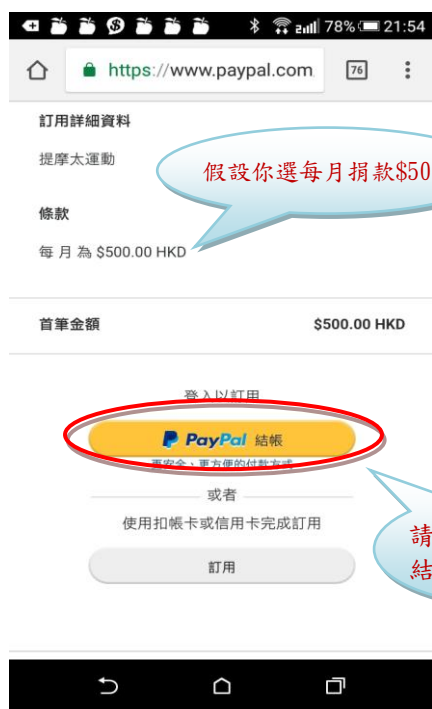 78% 21:54
https://www.paypal.com
76
訂用詳細資料
提摩太運動
假設你選每月捐款$50
條款
每 月 為 $500.00 HKD
首筆金額 $500.00 HKD
登入以訂用
PayPal 結帳
更安全、更方便的付款方式
或者
使用扣帳卡或信用卡完成訂用
請
結
訂用